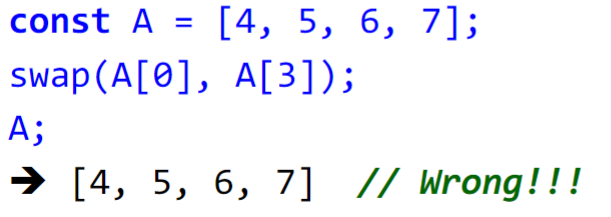 const A = [4, 5, 6, 7];
swap(A[0], A[3]);
A;
➔ [4, 5, 6, 7] // Wrong!!!